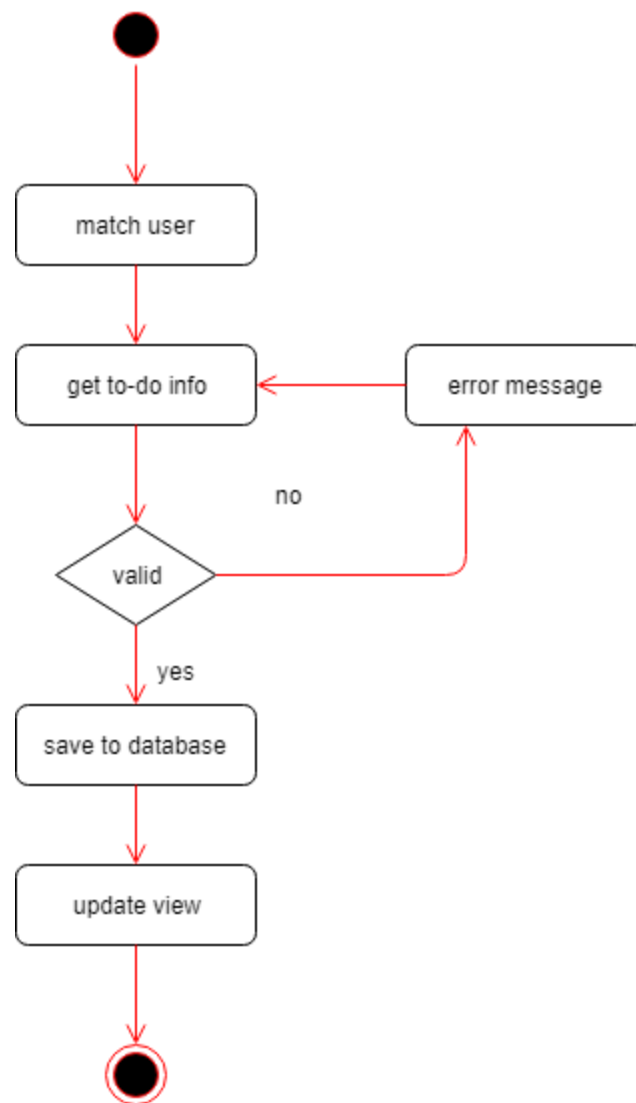 match user
get to-do info
error message
no
valid
yes
save to database
update view